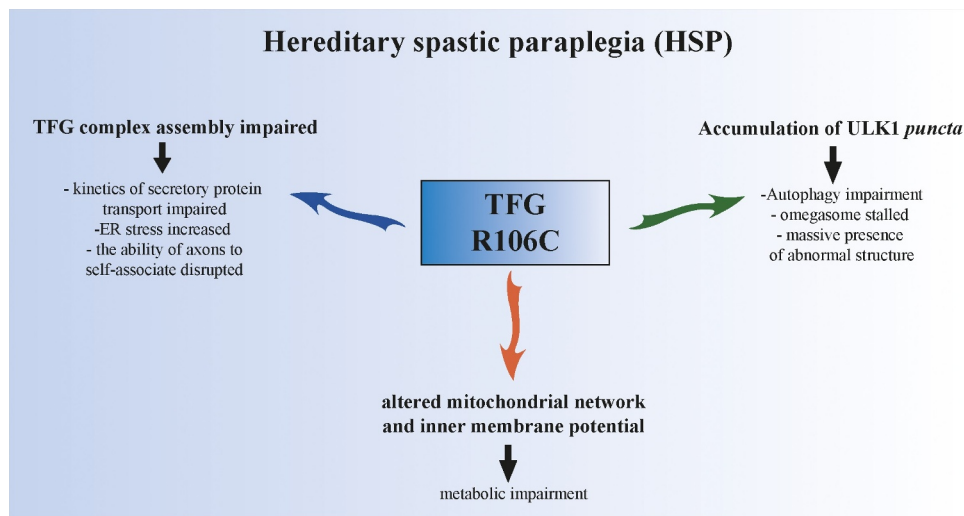 Hereditary spastic paraplegia (HSP)
TFG complex assembly impaired
- kinetics of secretory protein
transport impaired
-ER stress increased
- the ability of axons to
self-associate disrupted
TFG
R106C
Accumulation of ULK1 puncta
-Autophagy impairment
- omegasome stalled
- massive presence
of abnormal structure
altered mitochondrial network
and inner membrane potential
metabolic impairment